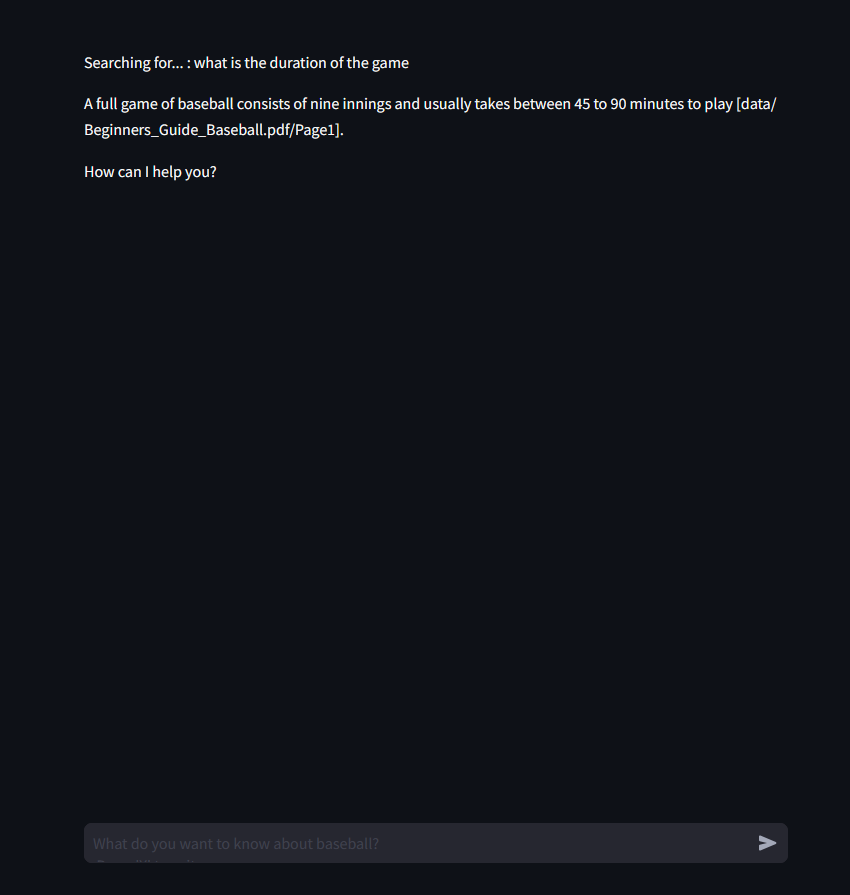 Searching for... : what is the duration of the game
A full game of baseball consists of nine innings and usually takes between 45 to 90 minutes to play [data/
Beginners_Guide_Baseball.pdf/Page1].
How can I help you?
What do you want to know about baseball?